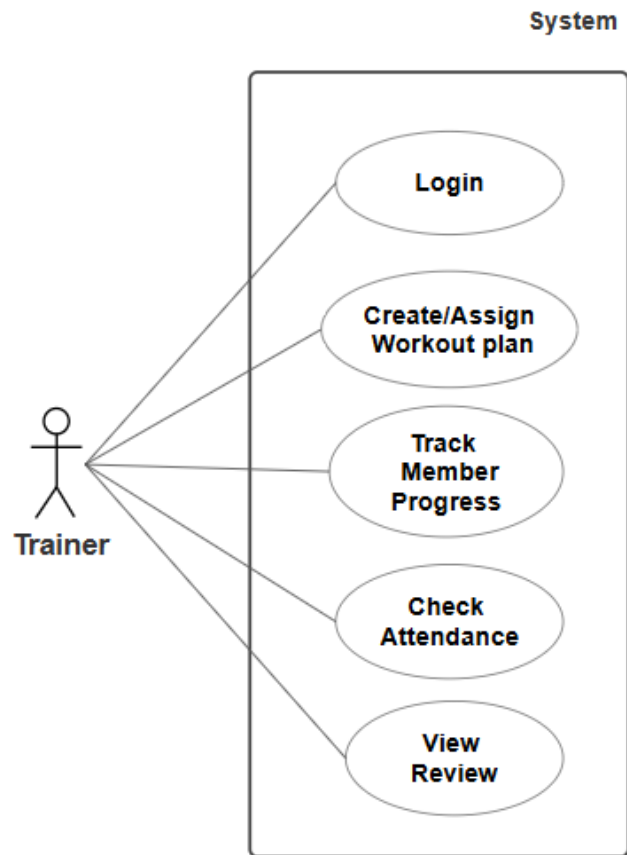 System
Login
Create/Assign
Workout plan
Track
Member
Progress
Trainer
Check
Attendance
View
Review